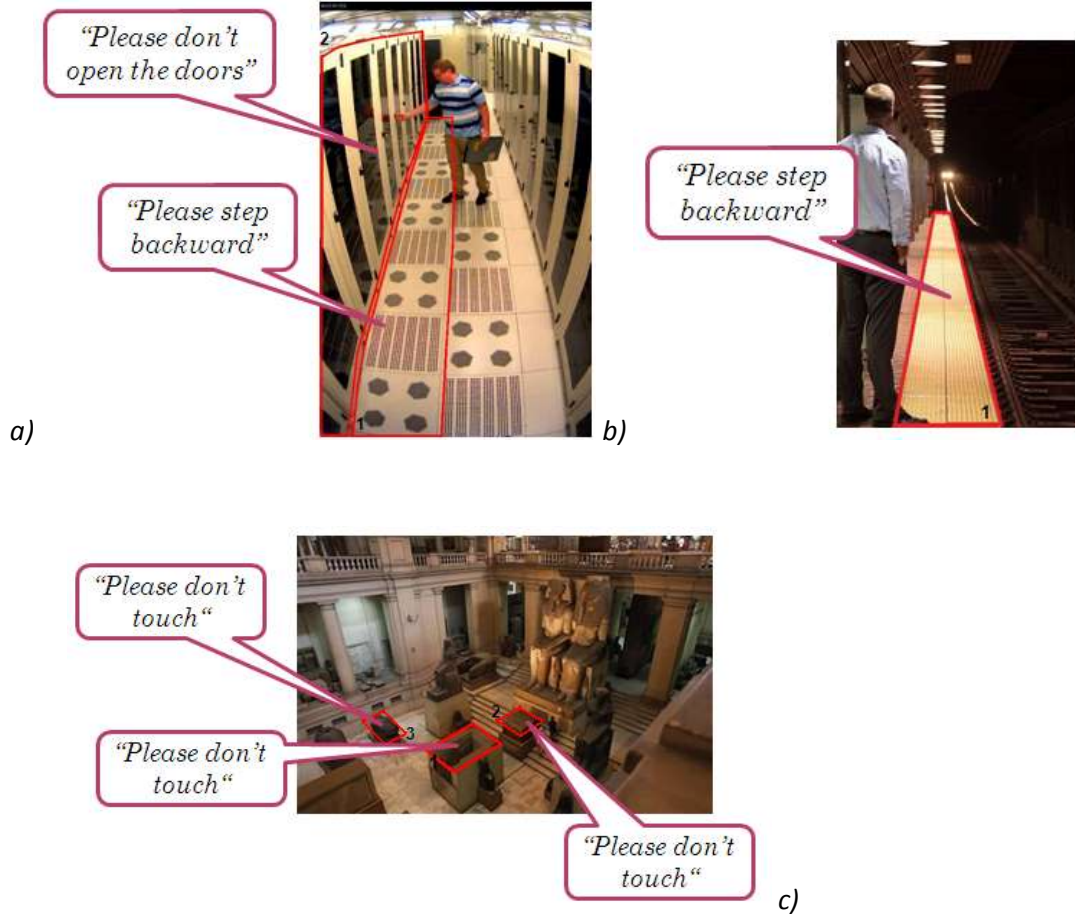 2
“Please don’t
open the doors”
“Please step
backward”
1
a)
“Please step
backward”
1
b)
“Please don’t
touch“
2
3
“Please don’t
touch“
“Please don’t
touch“
c)